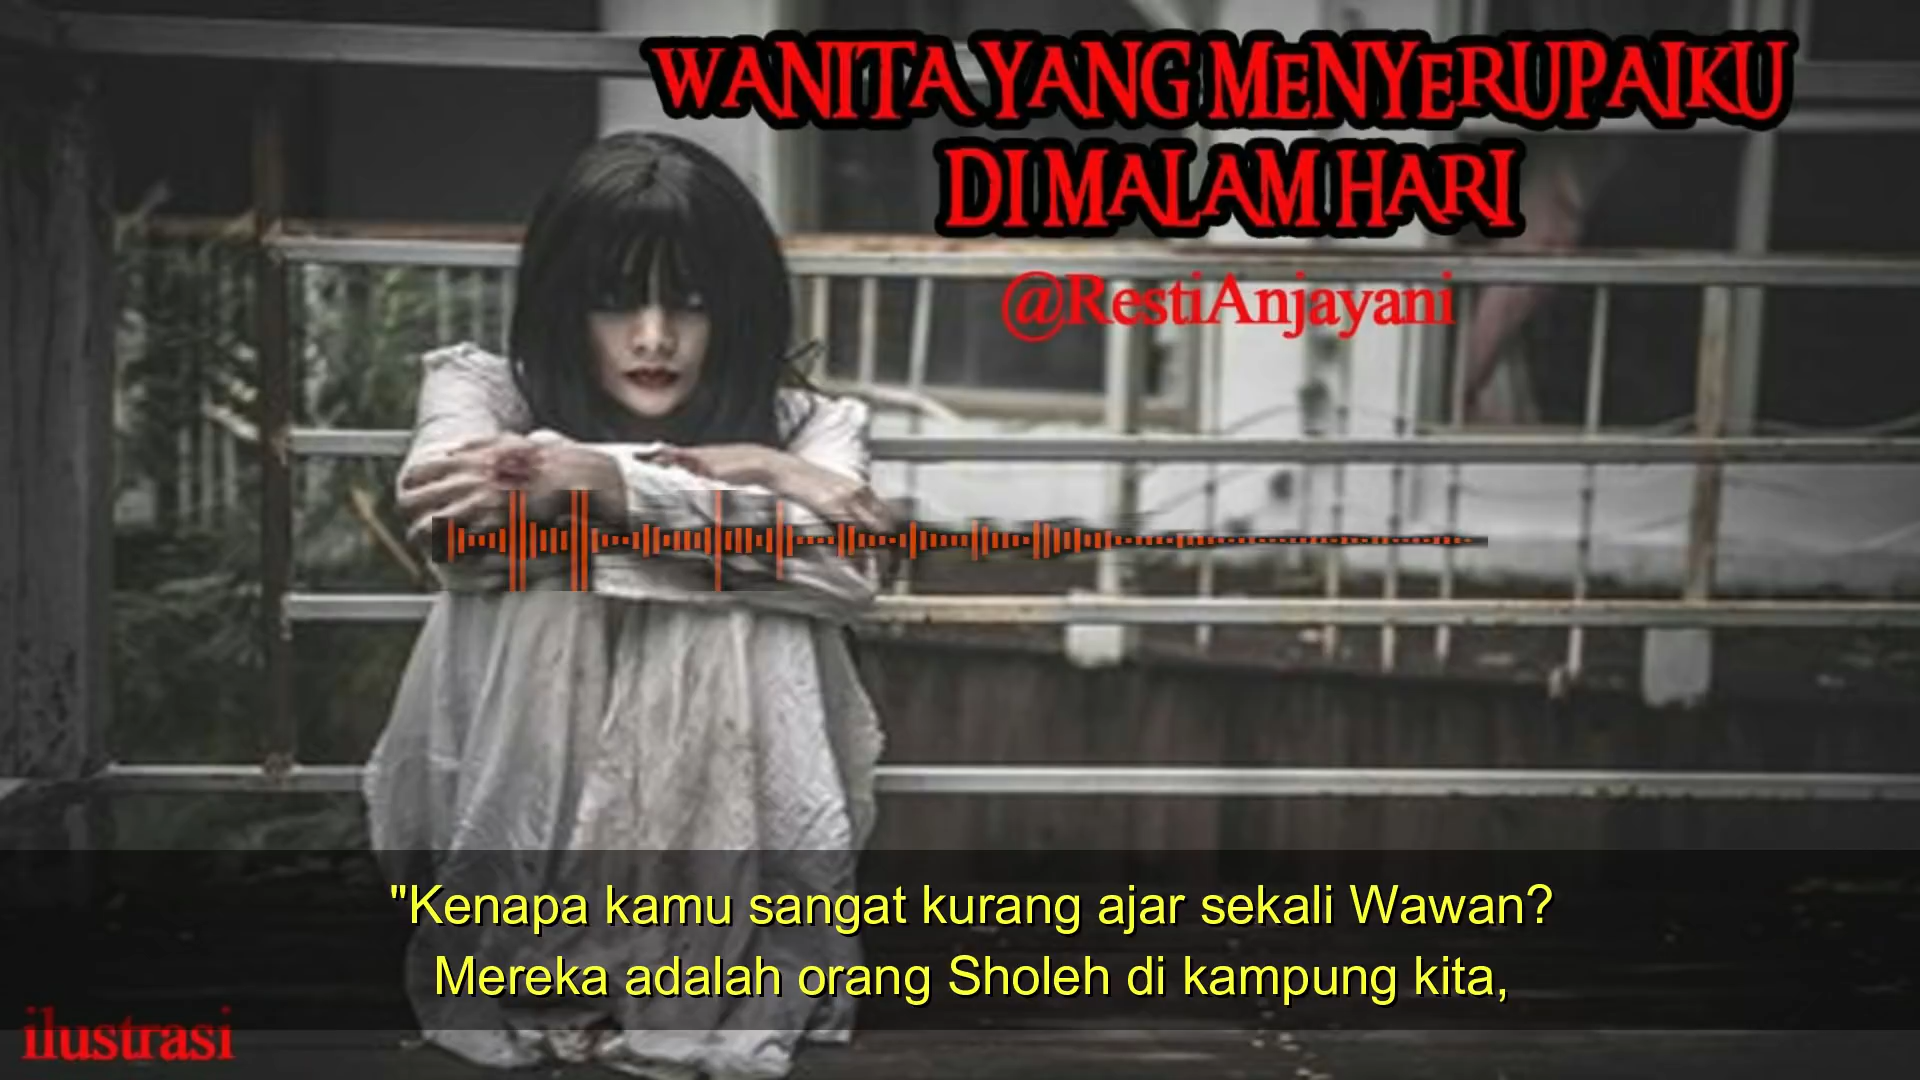 WANITA YANG MENYERUPAIKU
DI MALAM HARI
@RestiAnjayani
"Kenapa kamu sangat kurang ajar sekali Wawan?
Mereka adalah orang Sholeh di kampung kita,
ilustrasi